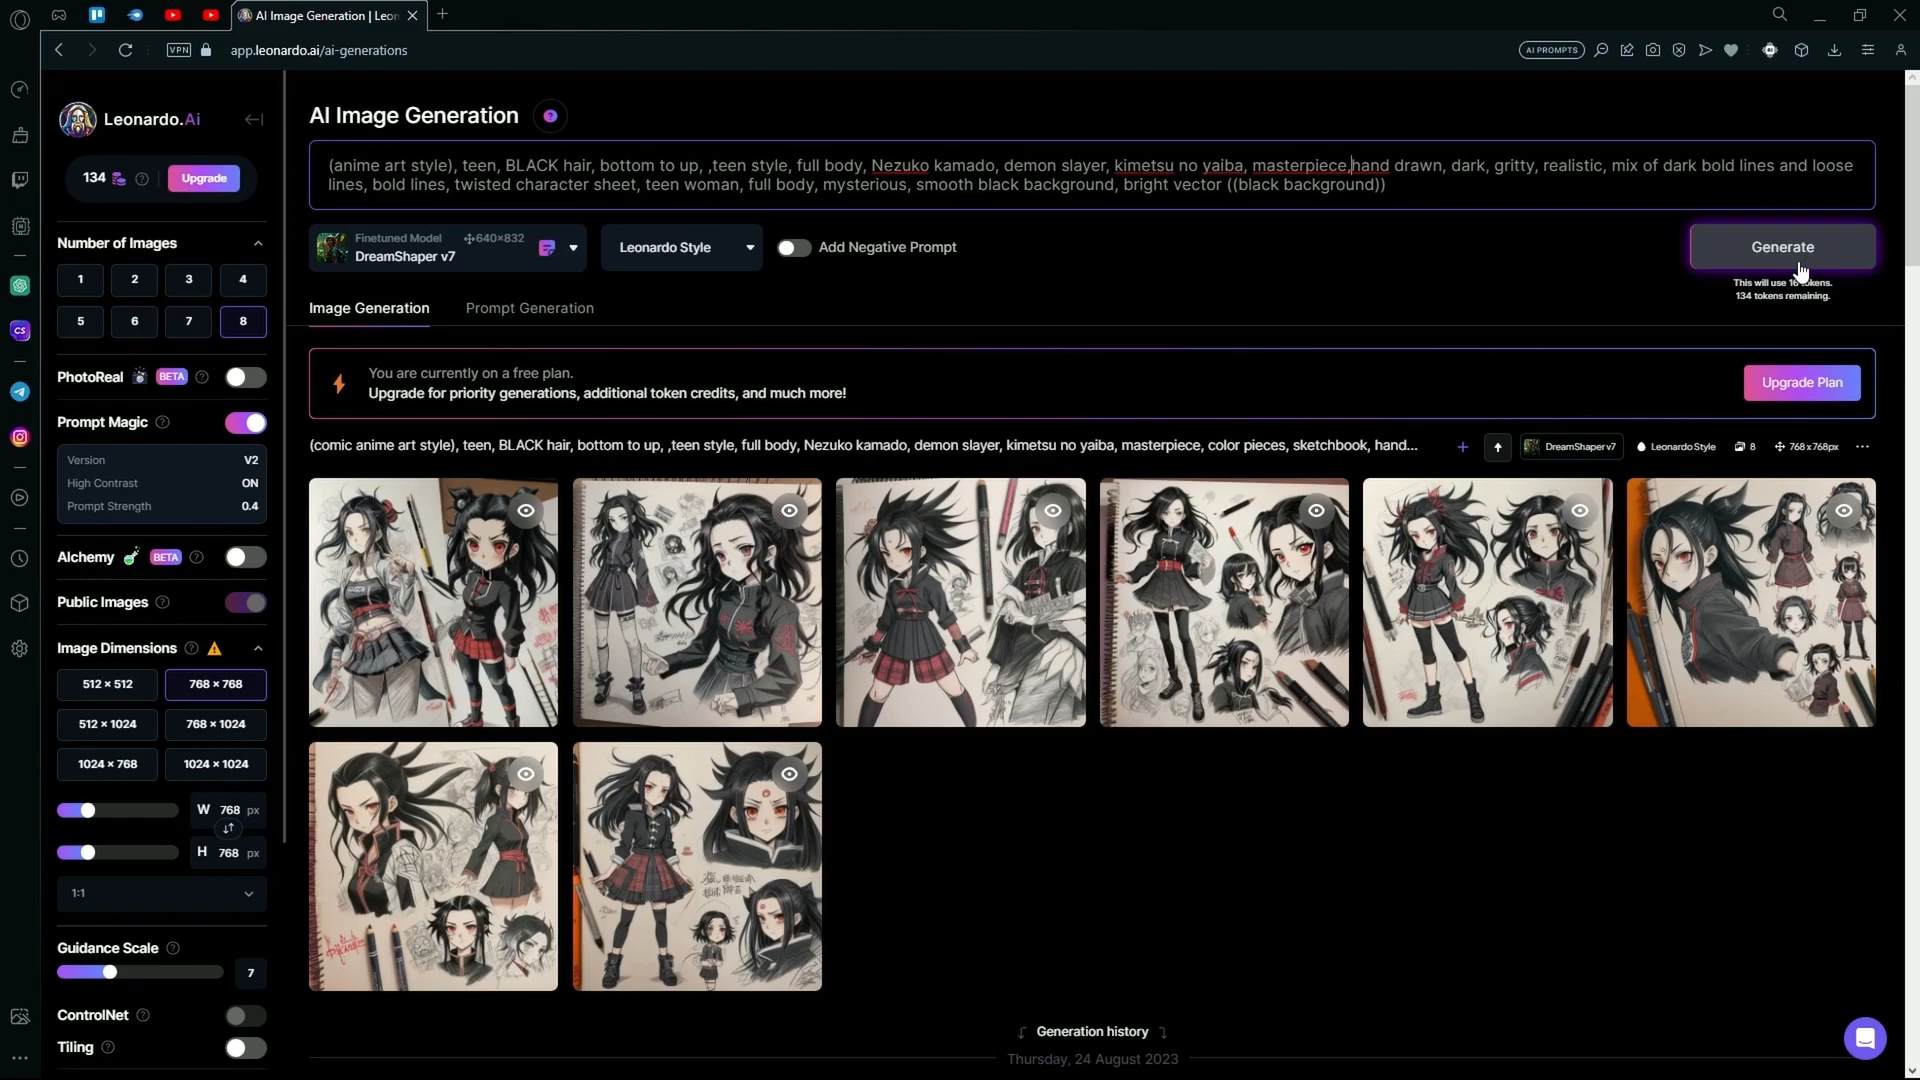 AI Image Generation | Leon
VPN
app.leonardo.ai/ai-generations
AI PROMPTS
CS
Leonardo.Ai
134
Upgrade
Number of Images
1 2 3 4
5 6 7 8
PhotoReal BETA
Prompt Magic
Version V2
High Contrast ON
Prompt Strength 0.4
Alchemy BETA
Public Images
Image Dimensions
512 × 512 768 × 768
512 × 1024 768 × 1024
1024 × 768 1024 × 1024
W 768 px
H 768 px
1:1
Guidance Scale
7
ControlNet
Tiling
AI Image Generation
(anime art style), teen, BLACK hair, bottom to up, ,teen style, full body, Nezuko kamado, demon slayer, kimetsu no yaiba, masterpiece,hand drawn, dark, gritty, realistic, mix of dark bold lines and loose
lines, bold lines, twisted character sheet, teen woman, full body, mysterious, smooth black background, bright vector ((black background))
Finetuned Model 640×832
DreamShaper v7
Leonardo Style
Add Negative Prompt
Generate
This will use 16 tokens.
134 tokens remaining.
Image Generation Prompt Generation
You are currently on a free plan.
Upgrade for priority generations, additional token credits, and much more!
Upgrade Plan
(comic anime art style), teen, BLACK hair, bottom to up, ,teen style, full body, Nezuko kamado, demon slayer, kimetsu no yaiba, masterpiece, color pieces, sketchbook, hand...
DreamShaper v7 Leonardo Style 8 768x768px
Generation history
Thursday, 24 August 2023